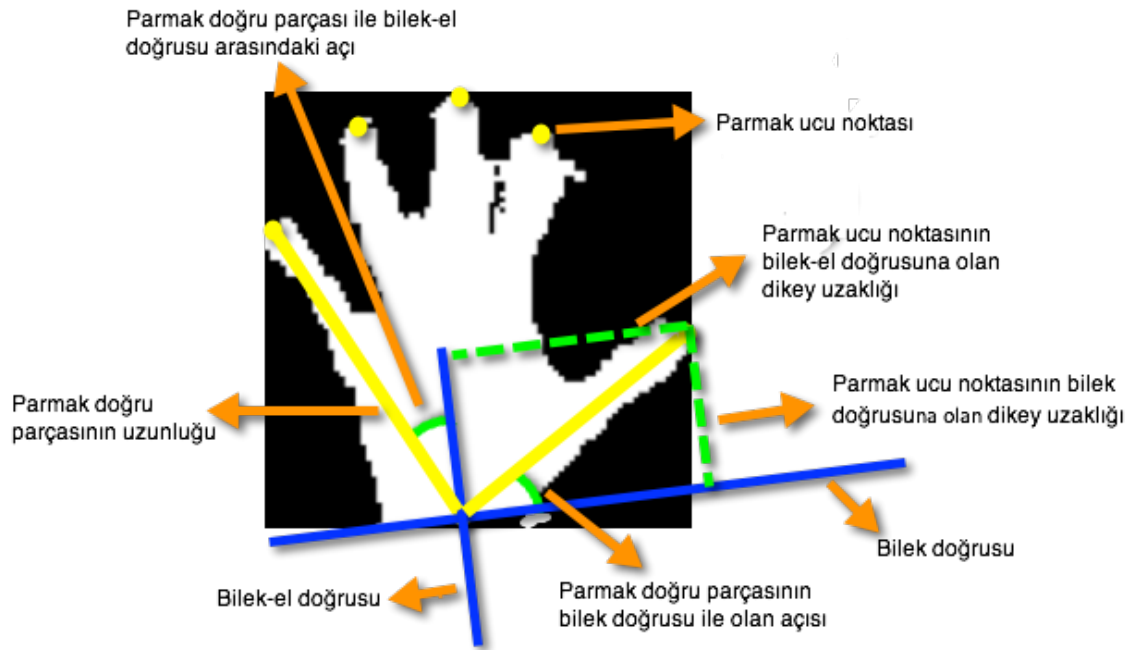 Parmak doğru parçası ile bilek-el
doğrusu arasındaki açı
Parmak ucu noktası
Parmak ucu noktasının
bilek-el doğrusuna olan
dikey uzaklığı
Parmak doğru
parçasının uzunluğu
Parmak ucu noktasının bilek
doğrusuna olan dikey uzaklığı
Bilek doğrusu
Bilek-el doğrusu
Parmak doğru parçasının
bilek doğrusu ile olan açısı